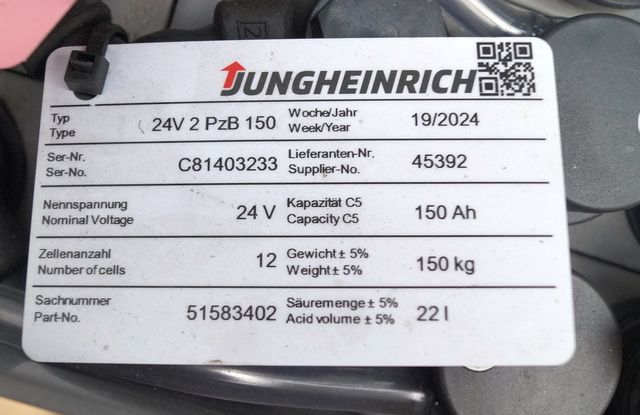 JUNGHEINRICH
Typ
Type
24V 2 PzB 150
Woche/Jahr
Week/Year
19/2024
Ser-Nr.
Ser-No.
C81403233
Lieferanten-Nr.
Supplier-No.
45392
Nennspannung
Nominal Voltage
24 V
Kapazität C5
Capacity C5
150 Ah
Zellenanzahl
Number of cells
12
Gewicht ± 5%
Weight ± 5%
150 kg
Sachnummer
Part-No.
51583402
Säuremenge ± 5%
Acid volume ± 5%
22 l